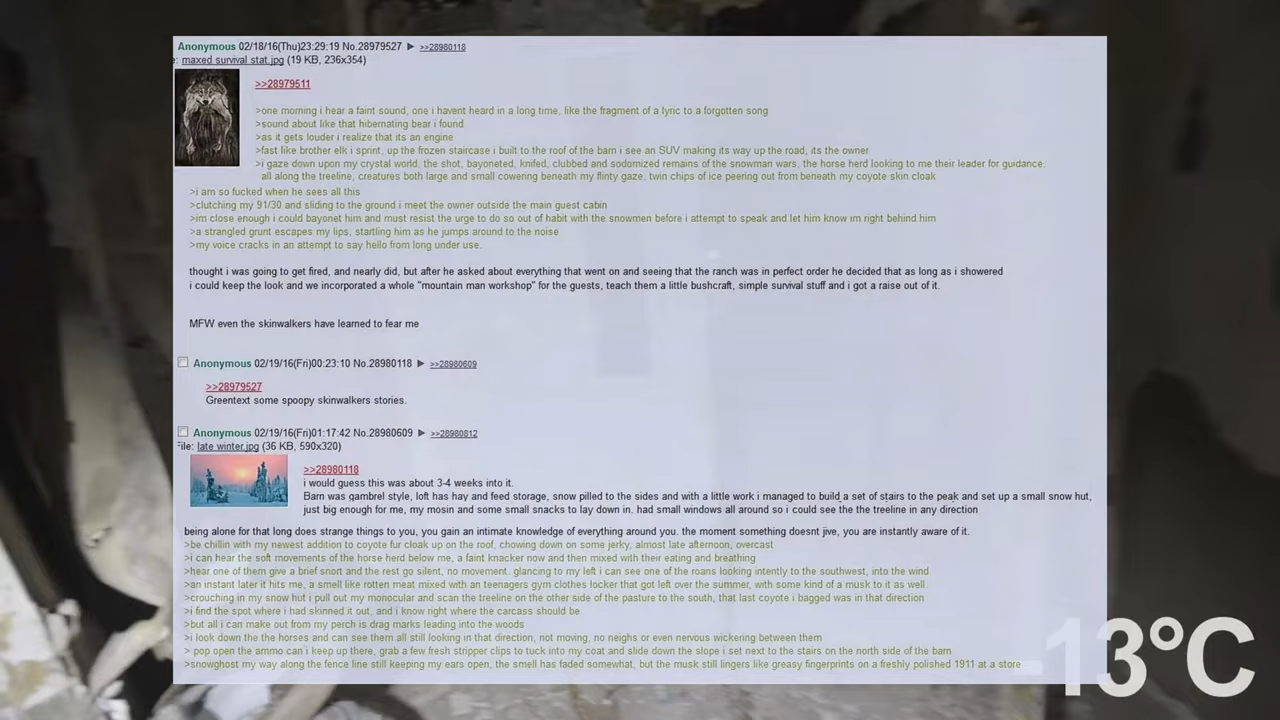 Anonymous 02/18/16(Thu)23:29:19 No.28979527 ▶ >>28980118
e: maxed survival stat.jpg (19 KB, 236x354)
>>28979511
>one morning i hear a faint sound, one i havent heard in a long time, like the fragment of a lyric to a forgotten song
>sound about like that hibernating bear i found
>as it gets louder i realize that its an engine
>fast like brother elk i sprint, up the frozen staircase i built to the roof of the barn i see an SUV making its way up the road, its the owner
>i gaze down upon my crystal world, the shot, bayoneted, knifed, clubbed and sodomized remains of the snowman wars, the horse herd looking to me their leader for guidance,
all along the treeline, creatures both large and small cowering beneath my flinty gaze, twin chips of ice peering out from beneath my coyote skin cloak
>i am so fucked when he sees all this
>clutching my 91/30 and sliding to the ground i meet the owner outside the main guest cabin
>im close enough i could bayonet him and must resist the urge to do so out of habit with the snowmen before i attempt to speak and let him know im right behind him
>a strangled grunt escapes my lips, startling him as he jumps around to the noise
>my voice cracks in an attempt to say hello from long under use.
thought i was going to get fired, and nearly did, but after he asked about everything that went on and seeing that the ranch was in perfect order he decided that as long as i showered
i could keep the look and we incorporated a whole "mountain man workshop" for the guests, teach them a little bushcraft, simple survival stuff and i got a raise out of it.
MFW even the skinwalkers have learned to fear me
Anonymous 02/19/16(Fri)00:23:10 No.28980118 ▶ >>28980609
>>28979527
Greentext some spoopy skinwalkers stories.
Anonymous 02/19/16(Fri)01:17:42 No.28980609 ▶ >>28980812
File: late winter.jpg (36 KB, 590x320)
>>28980118
i would guess this was about 3-4 weeks into it.
Barn was gambrel style, loft has hay and feed storage, snow pilled to the sides and with a little work i managed to build a set of stairs to the peak and set up a small snow hut,
just big enough for me, my mosin and some small snacks to lay down in. had small windows all around so i could see the the treeline in any direction
being alone for that long does strange things to you, you gain an intimate knowledge of everything around you. the moment something doesnt jive, you are instantly aware of it.
>be chillin with my newest addition to coyote fur cloak up on the roof, chowing down on some jerky, almost late afternoon, overcast
>i can hear the soft movements of the horse herd below me, a faint knacker now and then mixed with their eating and breathing
>hear one of them give a brief snort and the rest go silent, no movement. glancing to my left i can see one of the roans looking intently to the southwest, into the wind
>an instant later it hits me, a smell like rotten meat mixed with an teenagers gym clothes locker that got left over the summer, with some kind of a musk to it as well.
>crouching in my snow hut i pull out my monocular and scan the treeline on the other side of the pasture to the south, that last coyote i bagged was in that direction
>i find the spot where i had skinned it out, and i know right where the carcass should be
>but all i can make out from my perch is drag marks leading into the woods
>i look down the the horses and can see them all still looking in that direction, not moving, no neighs or even nervous wickering between them
> pop open the ammo can i keep up there, grab a few fresh stripper clips to tuck into my coat and slide down the slope i set next to the stairs on the north side of the barn
>snowghost my way along the fence line still keeping my ears open, the smell has faded somewhat, but the musk still lingers like greasy fingerprints on a freshly polished 1911 at a store
-13°C